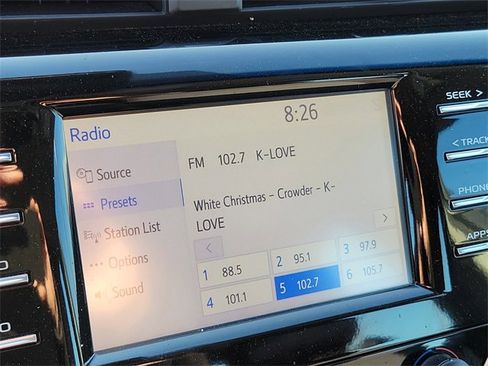 8:26
Radio
SEEK >
FM 102.7 K-LOVE
< TRACK
Source
Presets
White Christmas - Crowder - K-
LOVE
PHONE
Station List
APPS
Options
1 88.5 2 95.1 3 97.9
Sound
4 101.1 5 102.7 6 105.7